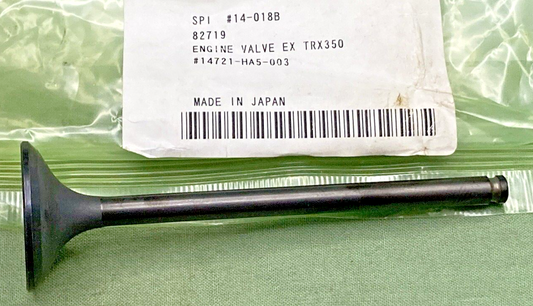 SPI #14-018B
82719
ENGINE VALVE EX TRX350
#14721-HA5-003
MADE IN JAPAN